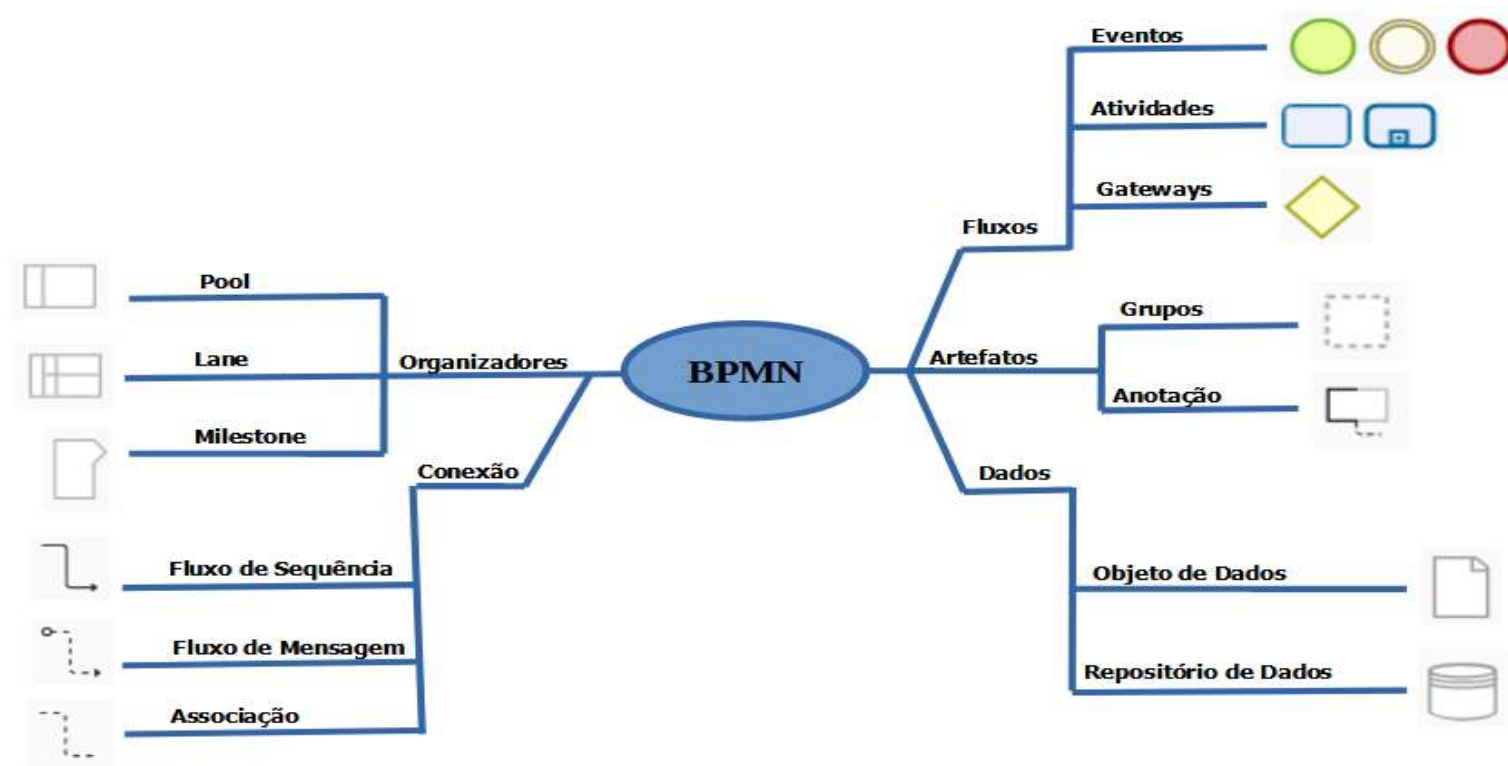 Eventos
Atividades
Gateways
Fluxos
Pool
Grupos
Lane
Organizadores
BPMN
Artefatos
Anotação
Milestone
Conexão
Dados
Fluxo de Sequência
Objeto de Dados
Fluxo de Mensagem
Repositório de Dados
Associação